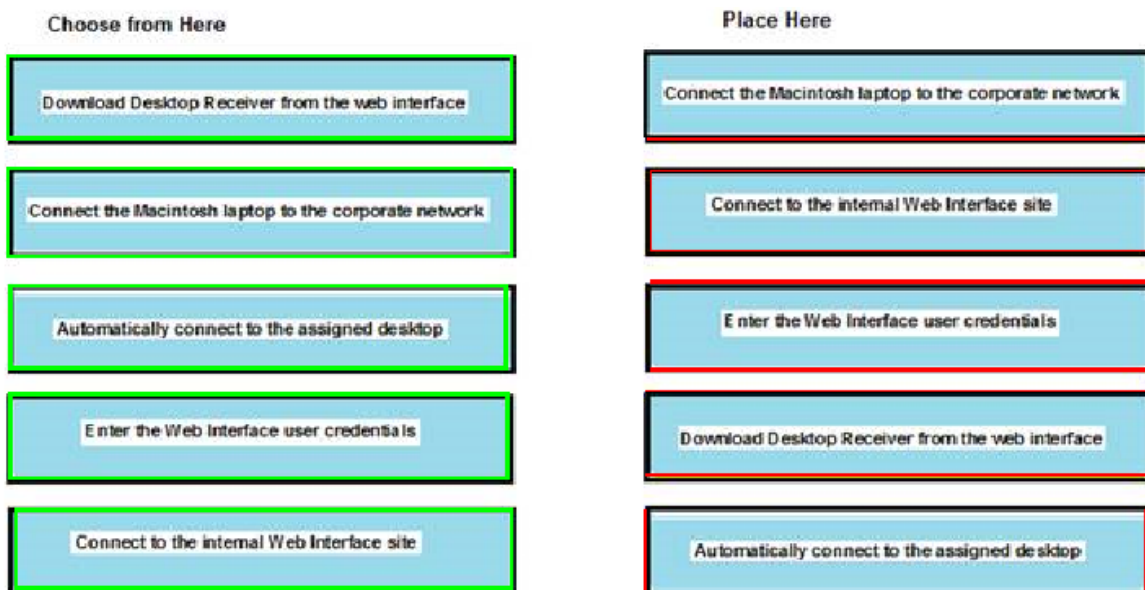 Choose from Here
Place Here
Download Desktop Receiver from the web interface
Connect the Macintosh laptop to the corporate network
Connect the Macintosh laptop to the corporate network
Connect to the internal Web Interface site
Automatically connect to the assigned desktop
Enter the Web Interface user credentials
Enter the Web Interface user credentials
Download Desktop Receiver from the web interface
Connect to the internal Web Interface site
Automatically connect to the assigned desktop